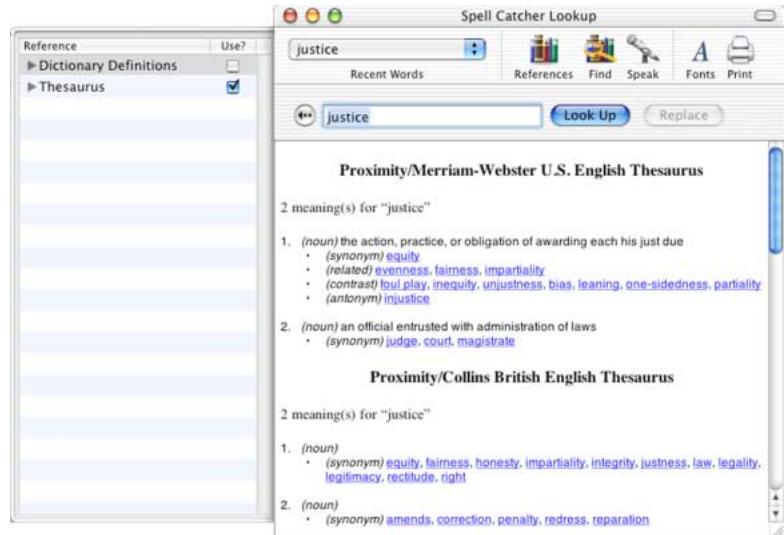 Spell Catcher Lookup
Reference Use?
Dictionary Definitions
Thesaurus
justice
Recent Words
References Find Speak Fonts Print
justice
Look Up
Replace
Proximity/Merriam-Webster U.S. English Thesaurus
2 meaning(s) for “justice”
1. (noun) the action, practice, or obligation of awarding each his just due
• (synonym) equity
• (related) evenness, fairness, impartiality
• (contrast) foul play, inequity, unjustness, bias, leaning, one-sidedness, partiality
• (antonym) injustice
2. (noun) an official entrusted with administration of laws
• (synonym) judge, court, magistrate
Proximity/Collins British English Thesaurus
2 meaning(s) for “justice”
1. (noun)
• (synonym) equity, fairness, honesty, impartiality, integrity, justness, law, legality,
legitimacy, rectitude, right
2. (noun)
• (synonym) amends, correction, penalty, redress, reparation